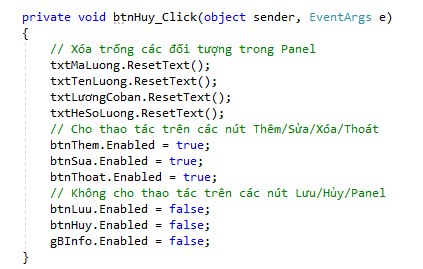 private void btnHuy_Click(object sender, EventArgs e)
{
// Xóa trống các đối tượng trong Panel
txtMaLuong.ResetText();
txtTenLuong.ResetText();
txtLươngCoban.ResetText();
txtHeSoLuong.ResetText();
// Cho thao tác trên các nút Thêm/Sửa/Xóa/Thoát
btnThem.Enabled = true;
btnSua.Enabled = true;
btnThoat.Enabled = true;
// Không cho thao tác trên các nút Lưu/Hủy/Panel
btnLuu.Enabled = false;
btnHuy.Enabled = false;
gBInfo.Enabled = false;
}